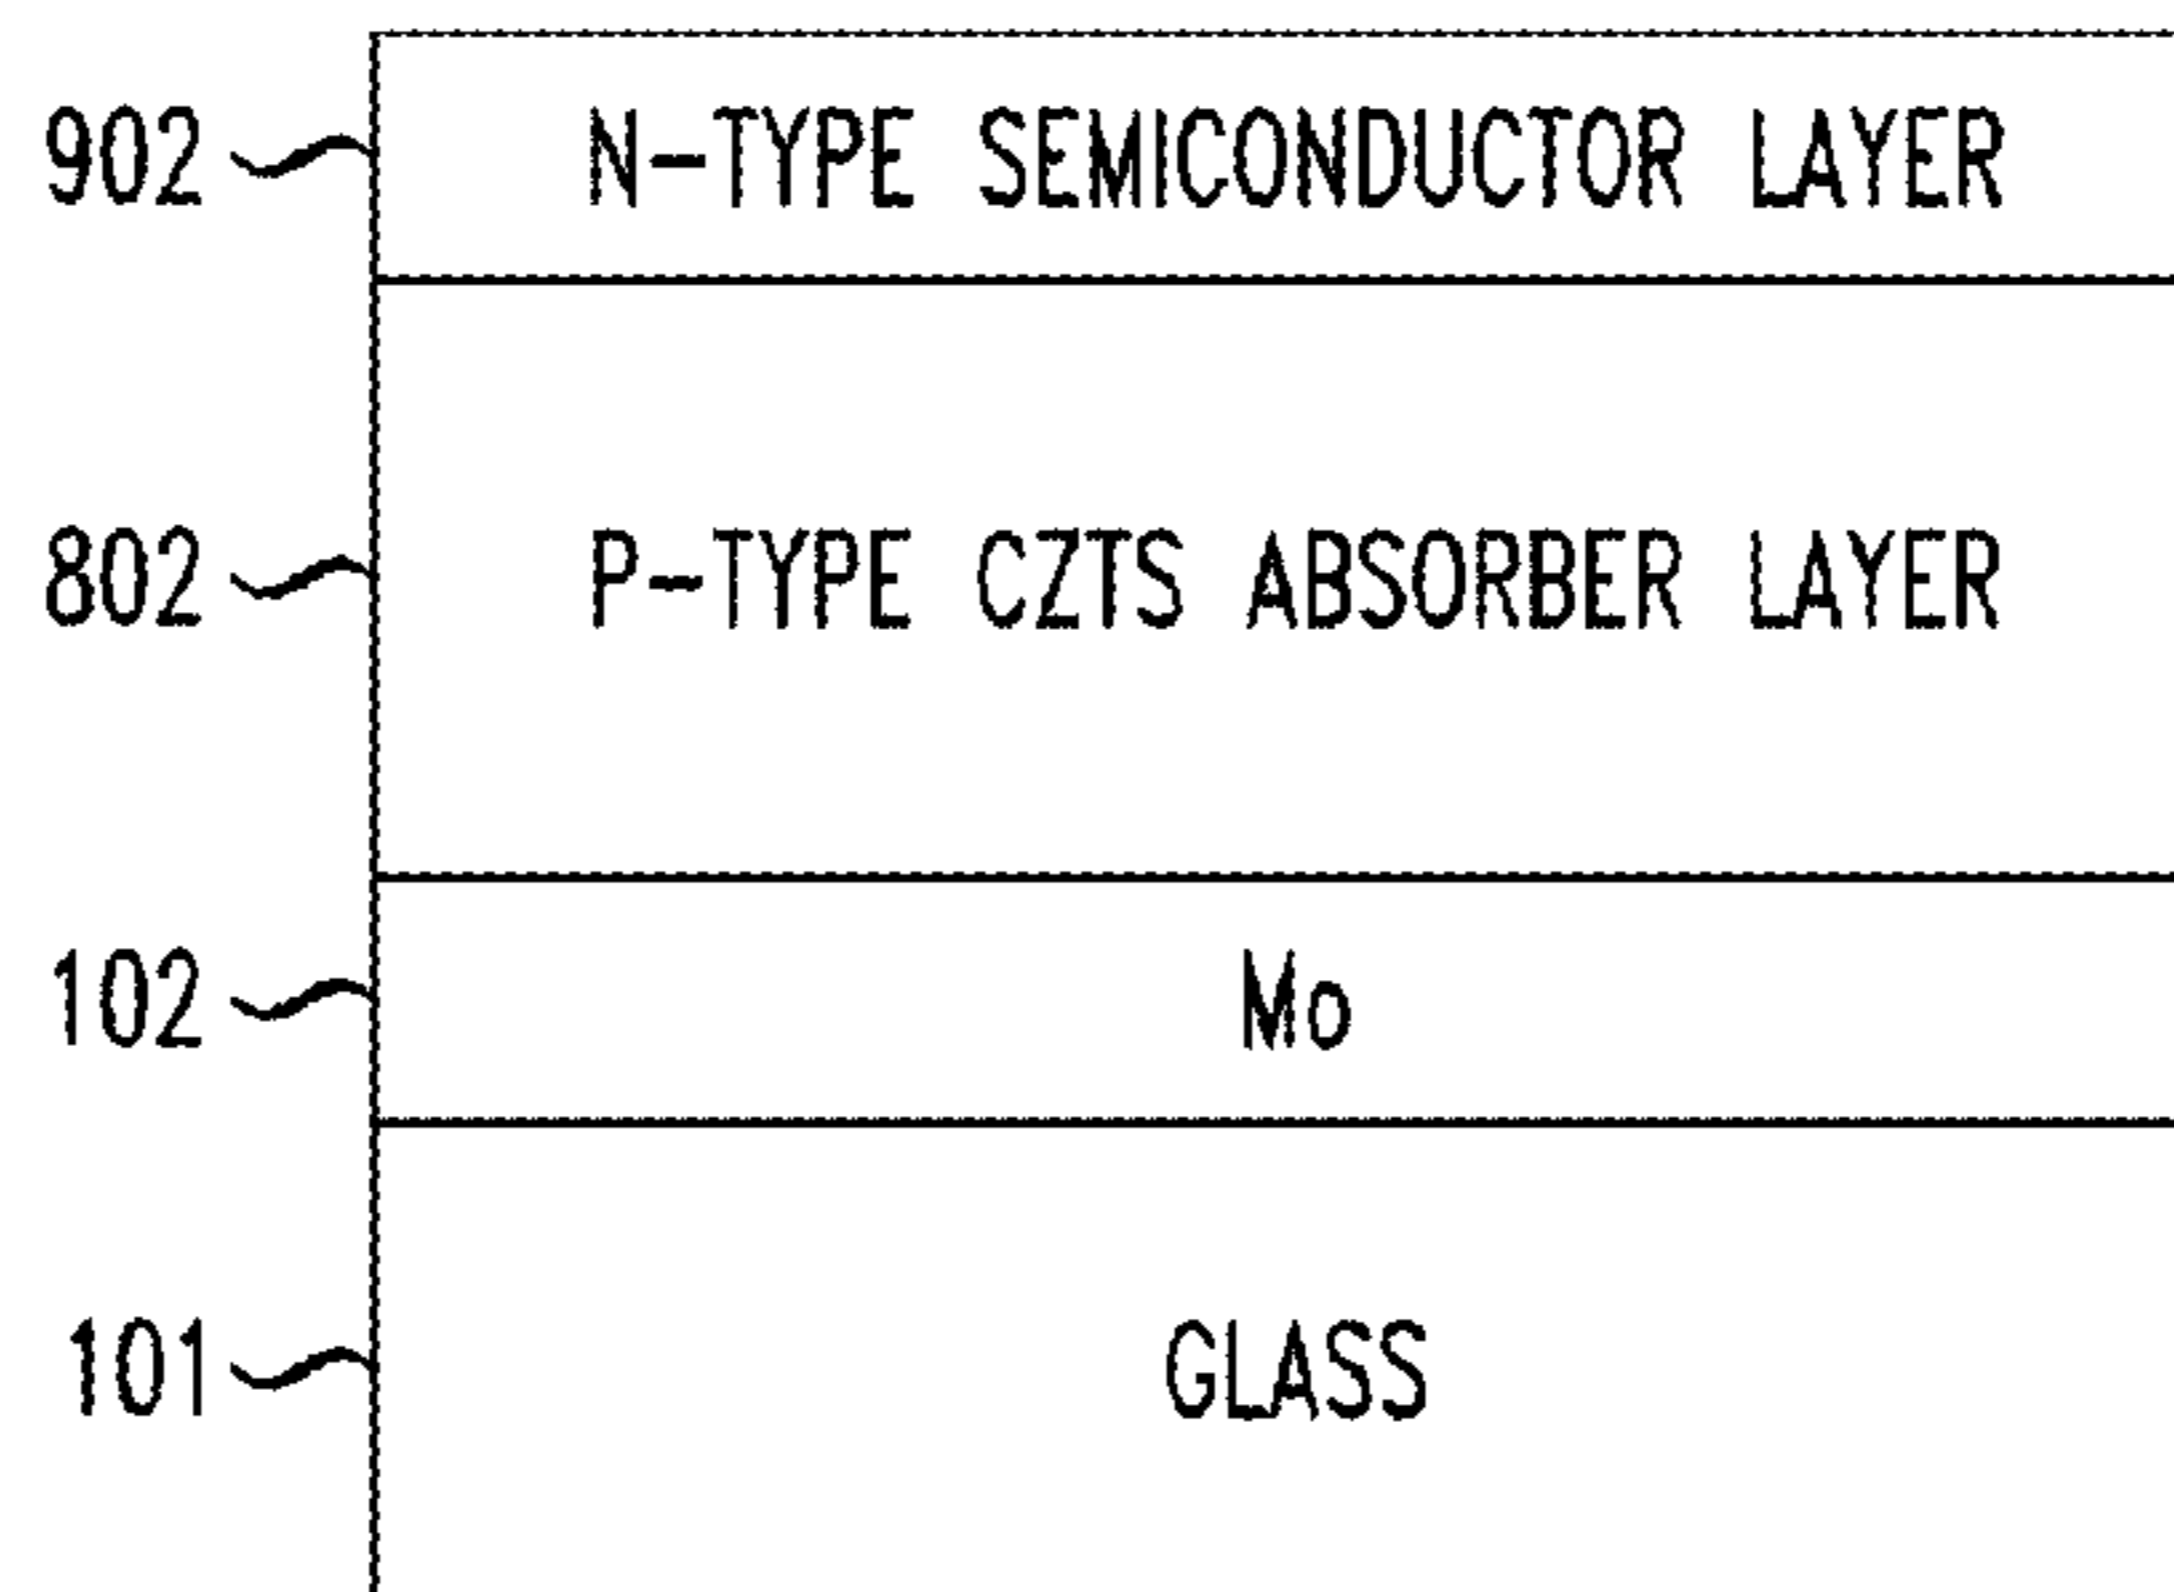 902 N-TYPE SEMICONDUCTOR LAYER
802 P-TYPE CZTS ABSORBER LAYER
102 Mo
101 GLASS